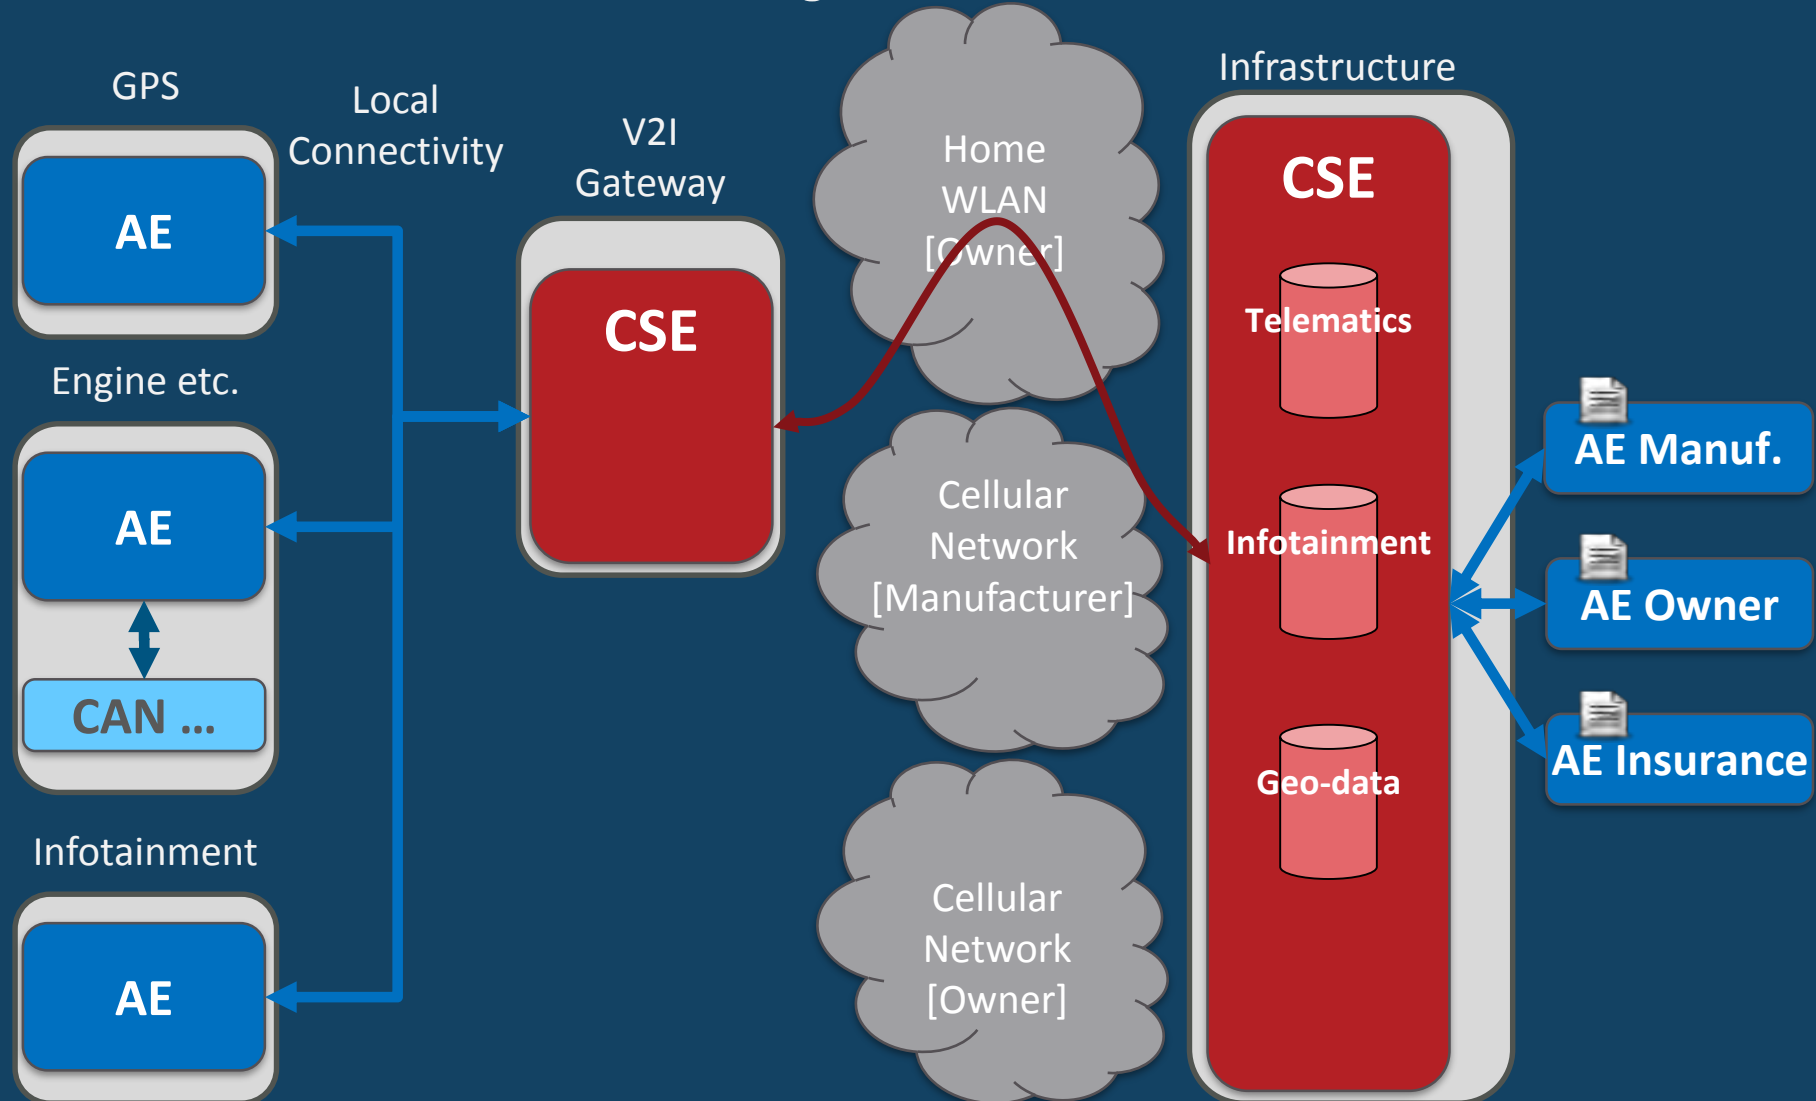 GPS
AE
Local
Connectivity
Engine etc.
AE
CAN ...
Infotainment
AE
V2I
Gateway
CSE
Home
WLAN
[Owner]
Cellular
Network
[Manufacturer]
Cellular
Network
[Owner]
Infrastructure
CSE
Telematics
Infotainment
Geo-data
AE Manuf.
AE Owner
AE Insurance